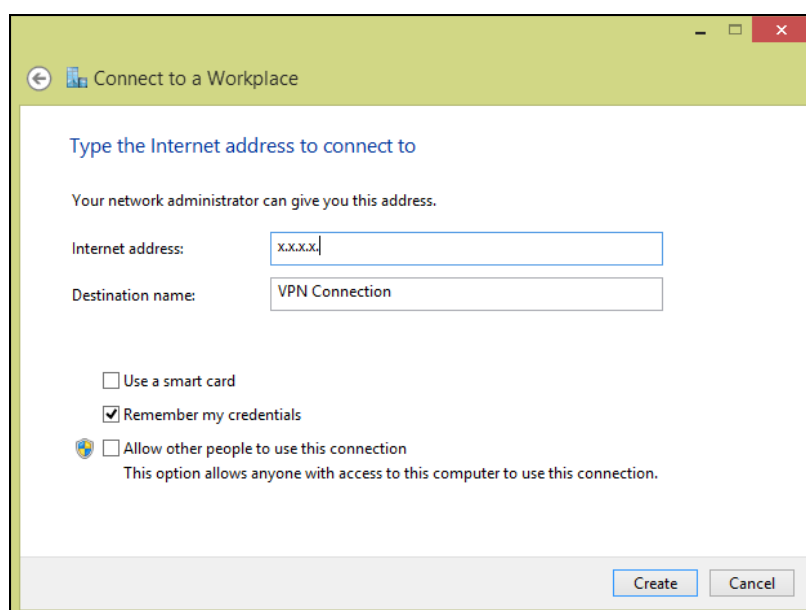 Connect to a Workplace
Type the Internet address to connect to
Your network administrator can give you this address.
Internet address: x.x.x.x.
Destination name: VPN Connection
Use a smart card
Remember my credentials
Allow other people to use this connection
This option allows anyone with access to this computer to use this connection.
Create Cancel